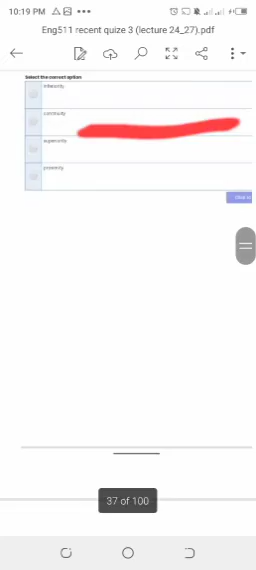 10:19 PM
Eng511 recent quize 3 (lecture 24_27).pdf
Select the correct option
inferiority
continuity
superiority
proximity
37 of 100